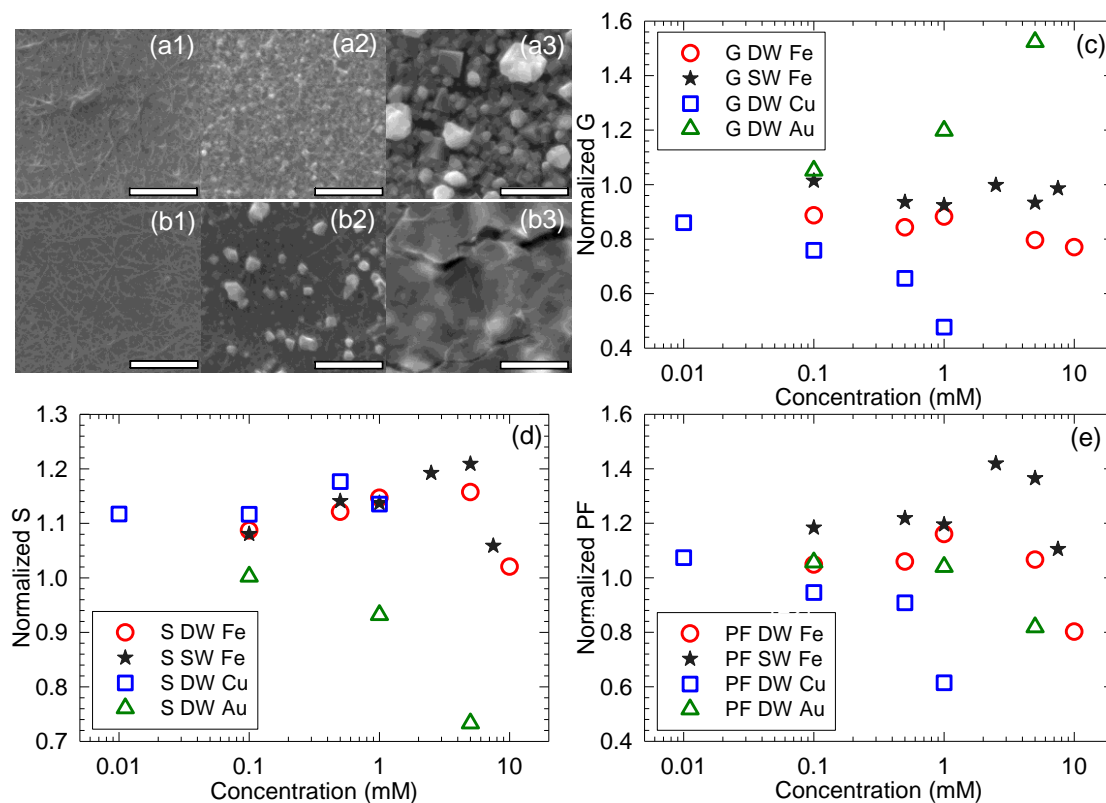 (a1) (a2) (a3)
(b1) (b2) (b3)
(c)
Normalized G
1.6
1.4
1.2
1.0
0.8
0.6
0.4
G DW Fe
G SW Fe
G DW Cu
G DW Au
0.01 0.1 1 10
Concentration (mM)
(d)
Normalized S
1.3
1.2
1.1
1.0
0.9
0.8
0.7
S DW Fe
S SW Fe
S DW Cu
S DW Au
0.01 0.1 1 10
Concentration (mM)
(e)
Normalized PF
1.6
1.4
1.2
1.0
0.8
0.6
0.4
PF DW Fe
PF SW Fe
PF DW Cu
PF DW Au
0.01 0.1 1 10
Concentration (mM)